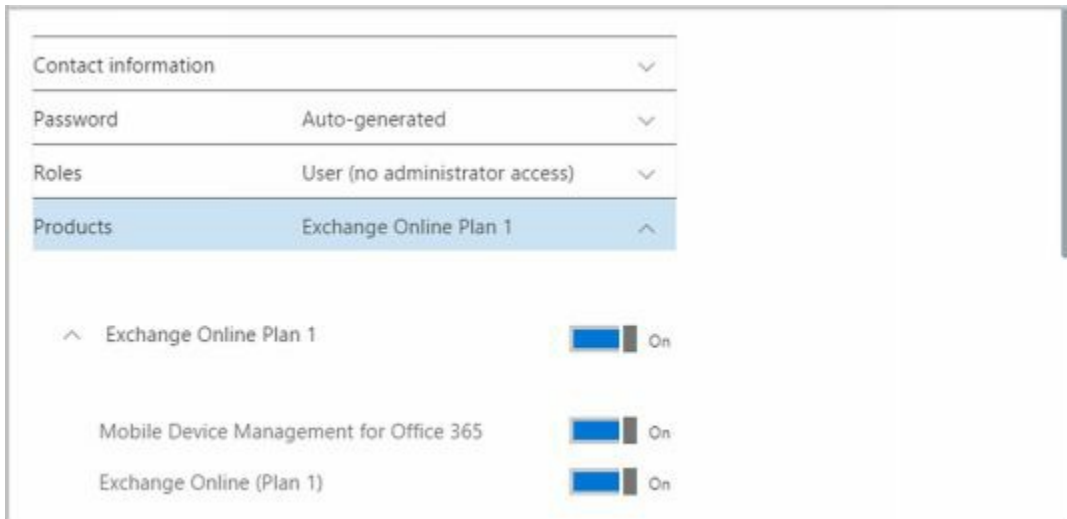 Contact information
Password Auto-generated
Roles User (no administrator access)
Products Exchange Online Plan 1
Exchange Online Plan 1 On
Mobile Device Management for Office 365 On
Exchange Online (Plan 1) On